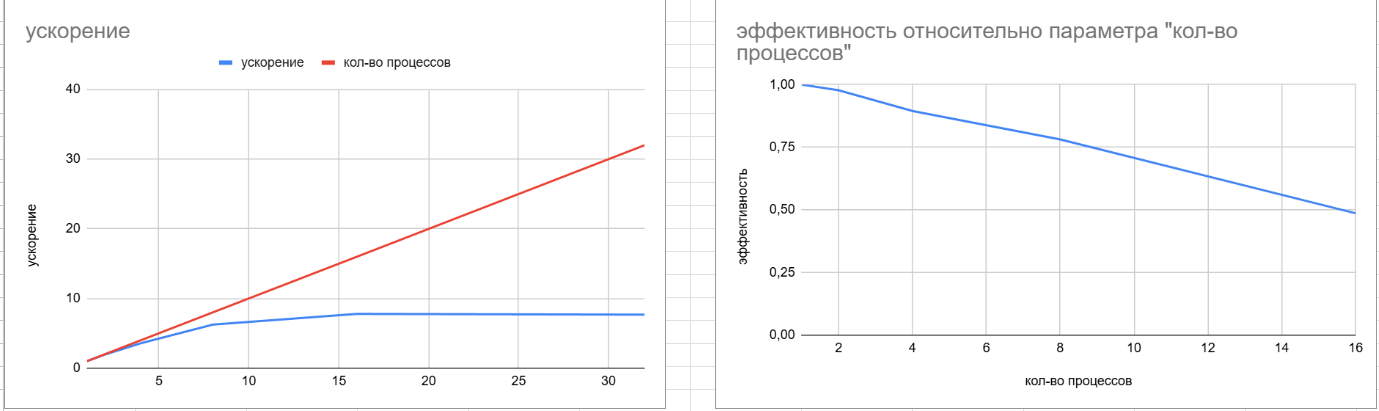 ускорение
ускорение кол-во процессов
40
30
20
10
0
ускорение
5 10 15 20 25 30
эффективность относительно параметра "кол-во
процессов"
1,00
0,75
0,50
0,25
0,00
эффективность
2 4 6 8 10 12 14 16
кол-во процессов